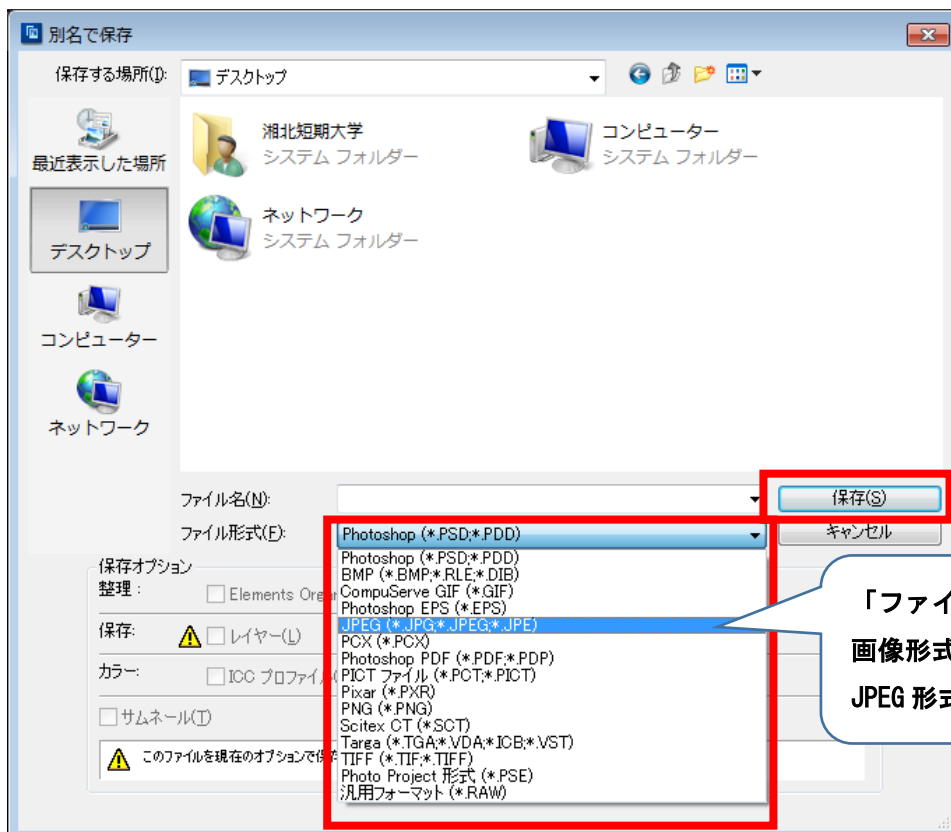 別名で保存
保存する場所(I):
デスクトップ
最近表示した場所
デスクトップ
コンピューター
ネットワーク
湘北短期大学
システム フォルダー
コンピューター
システム フォルダー
ネットワーク
システム フォルダー
ファイル名(N):
保存(S)
ファイル形式(F):
Photoshop (*.PSD;*.PDD)
キャンセル
Photoshop (*.PSD;*.PDD)
BMP (*.BMP;*.RLE;*.DIB)
CompuServe GIF (*.GIF)
Photoshop EPS (*.EPS)
JPEG (*.JPG;*.JPEG;*.JPE)
PCX (*.PCX)
Photoshop PDF (*.PDF;*.PDP)
PICT ファイル (*.PCT;*.PICT)
Pixar (*.PXR)
PNG (*.PNG)
Scitex CT (*.SCT)
Targa (*.TGA;*.VDA;*.ICB;*.VST)
TIFF (*.TIF;*.TIFF)
Photo Project 形式 (*.PSE)
汎用フォーマット (*.RAW)
保存オプション
整理:
Elements Orga
保存:
レイヤー(L)
カラー:
ICC プロファイル(
サムネール(T)
このファイルを現在のオプションで保存
「ファイ
画像形式
JPEG 形式